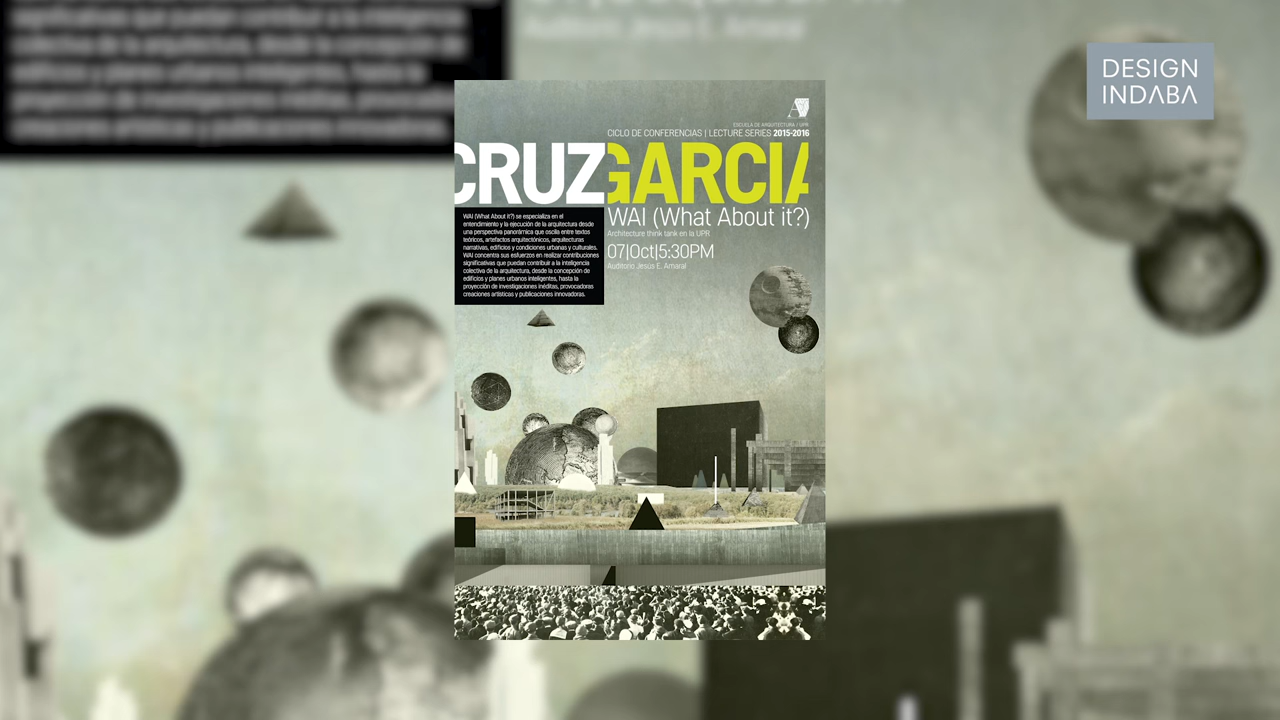 DESIGN
INDABA
ESCUELA DE ARQUITECTURA / UPR
CICLO DE CONFERENCIAS | LECTURE SERIES 2015-2016
CRUZGARCIA
WAI (What About it?)
Architecture think tank en la UPR
07|Oct|5:30PM
Auditorio Jesús E. Amaral
WAI (What About it?) se especializa en el
entendimiento y la ejecución de la arquitectura desde
una perspectiva panorámica que oscila entre textos
teóricos, artefactos arquitectónicos, arquitecturas
narrativas, edificios y condiciones urbanas y culturales.
WAI concentra sus esfuerzos en realizar contribuciones
significativas que puedan contribuir a la inteligencia
colectiva de la arquitectura, desde la concepción de
edificios y planes urbanos inteligentes, hasta la
proyección de investigaciones inéditas, provocadoras
creaciones artísticas y publicaciones innovadoras.